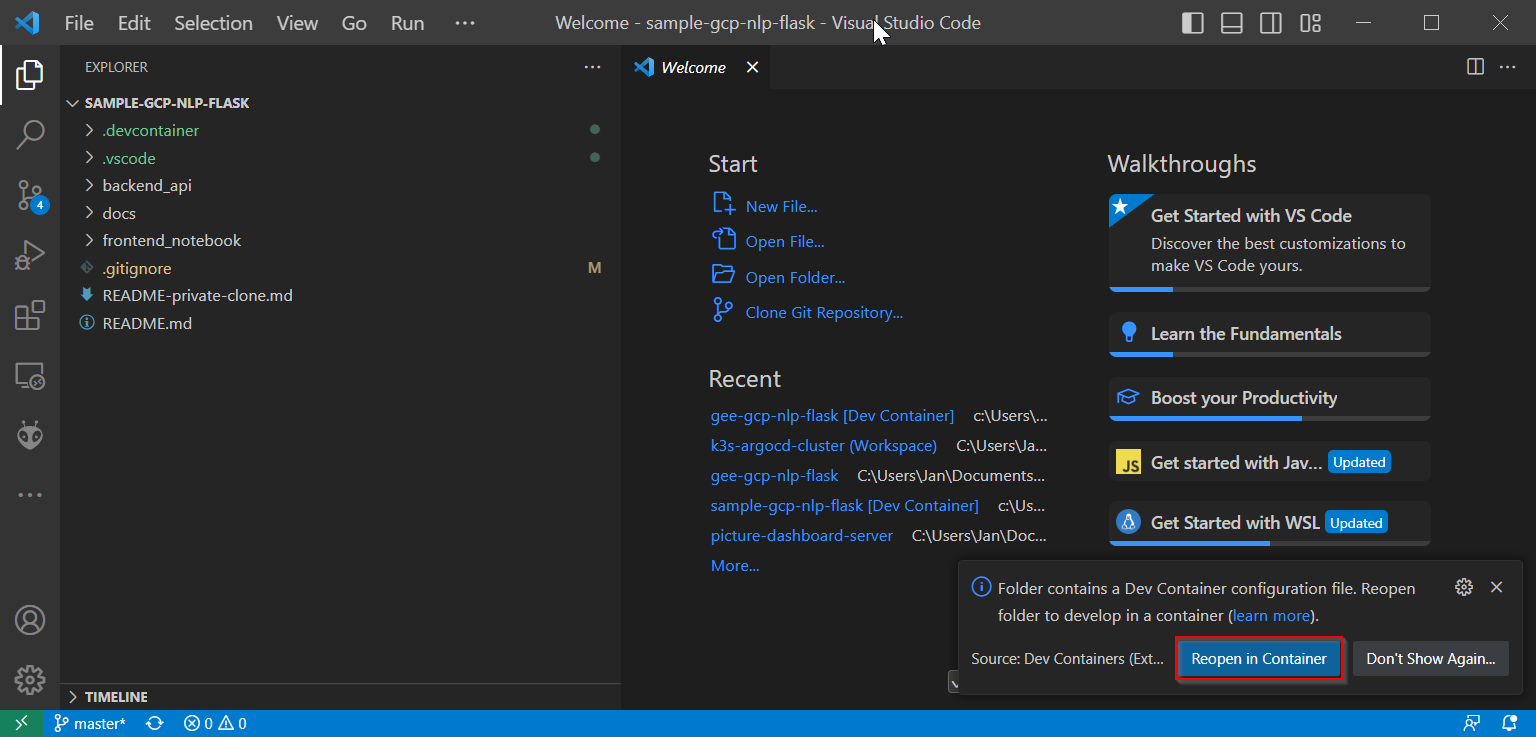 File Edit Selection View Go Run ··· Welcome - sample-gcp-nlp-flask - Visual Studio Code
EXPLORER ···
SAMPLE-GCP-NLP-FLASK
.devcontainer
.vscode
backend_api
docs
frontend_notebook
.gitignore M
README-private-clone.md
README.md
TIMELINE
4
Welcome
Start
New File...
Open File...
Open Folder...
Clone Git Repository...
Recent
gee-gcp-nlp-flask [Dev Container] c:\Users\...
k3s-argocd-cluster (Workspace) C:\Users\Ja...
gee-gcp-nlp-flask C:\Users\Jan\Documents...
sample-gcp-nlp-flask [Dev Container] c:\Us...
picture-dashboard-server C:\Users\Jan\Doc...
More...
Walkthroughs
Get Started with VS Code
Discover the best customizations to
make VS Code yours.
Learn the Fundamentals
Boost your Productivity
JS Get started with Jav... Updated
Get Started with WSL Updated
Folder contains a Dev Container configuration file. Reopen
folder to develop in a container (learn more).
Source: Dev Containers (Ext... Reopen in Container Don't Show Again...
master* 0 0